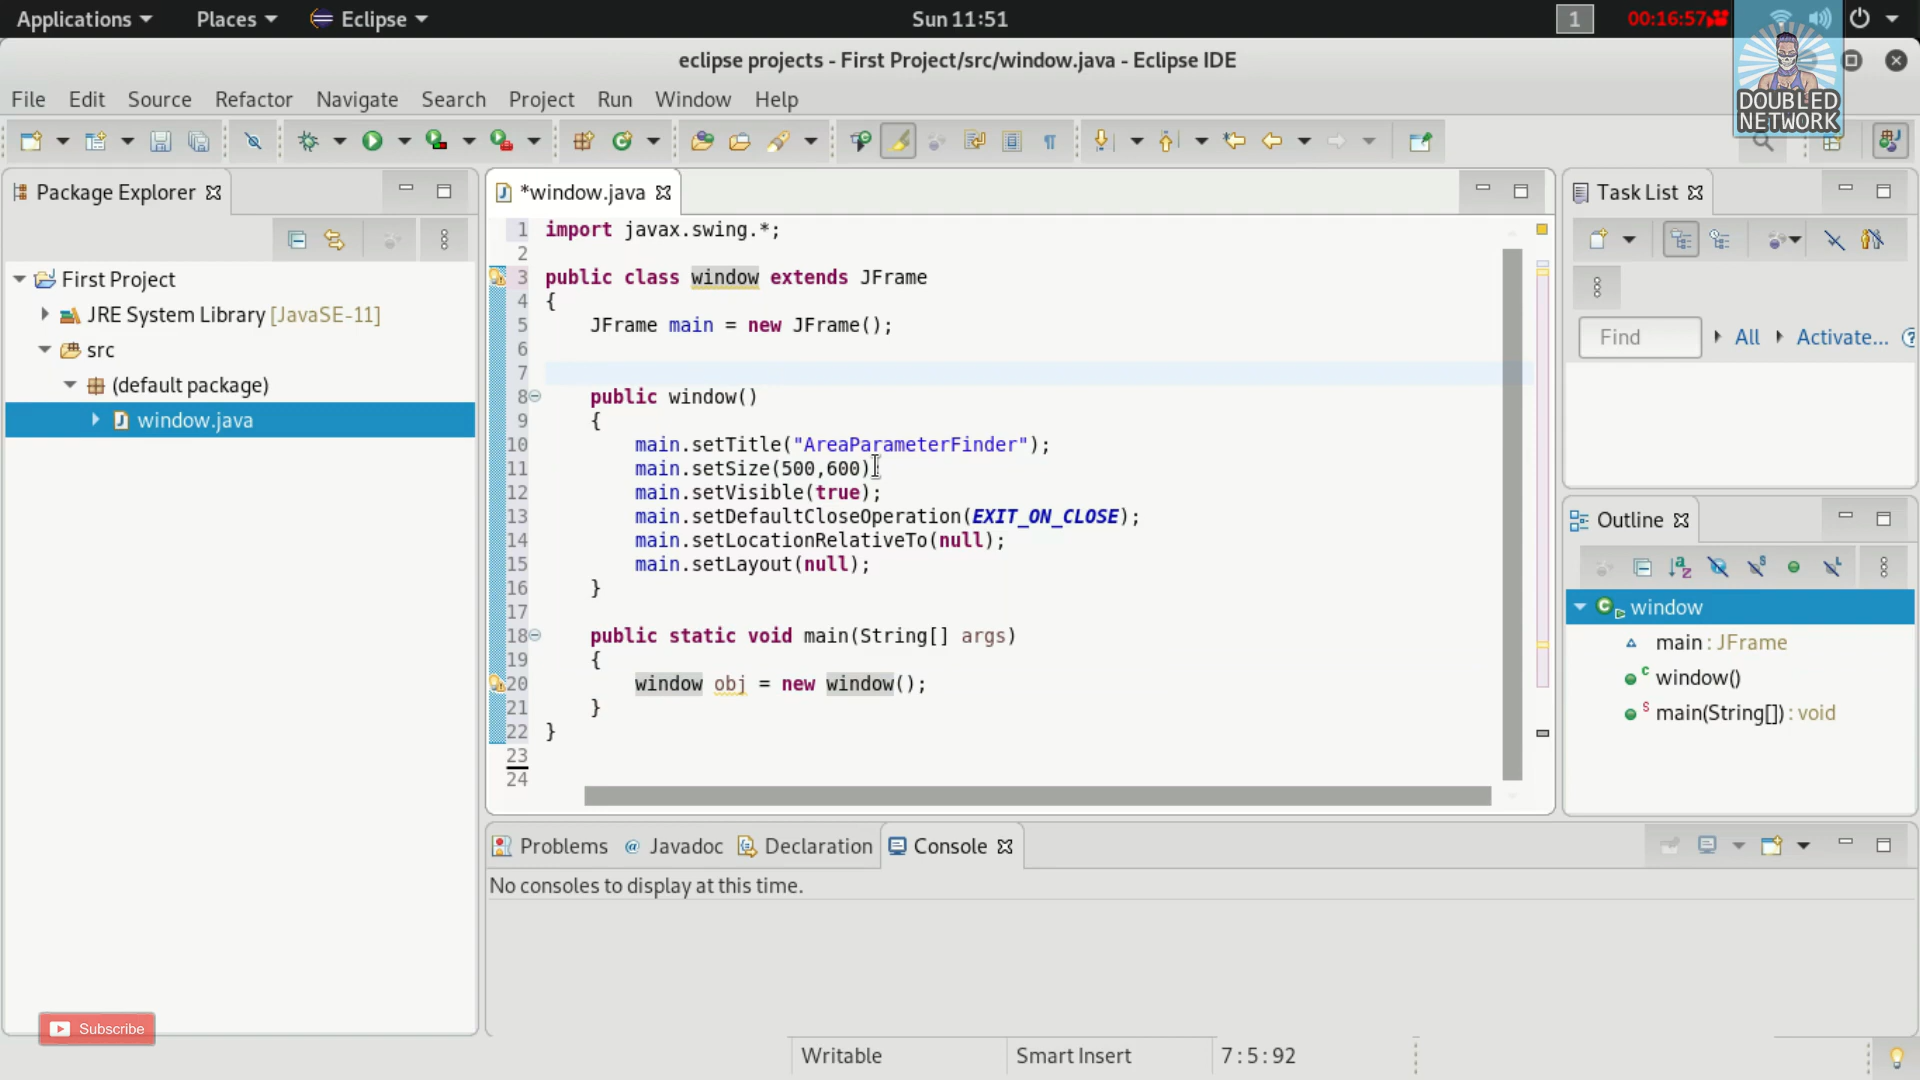 Applications Places Eclipse Sun 11:51 1 00:16:57
eclipse projects - First Project/src/window.java - Eclipse IDE
DOUBLED
NETWORK
File Edit Source Refactor Navigate Search Project Run Window Help
Package Explorer
First Project
JRE System Library [JavaSE-11]
src
(default package)
window.java
*window.java
1 import javax.swing.*;
2
3 public class window extends JFrame
4 {
5 JFrame main = new JFrame();
6
7
8 public window()
9 {
10 main.setTitle("AreaParameterFinder");
11 main.setSize(500,600);
12 main.setVisible(true);
13 main.setDefaultCloseOperation(EXIT_ON_CLOSE);
14 main.setLocationRelativeTo(null);
15 main.setLayout(null);
16 }
17
18 public static void main(String[] args)
19 {
20 window obj = new window();
21 }
22 }
23
24
Task List
Find All Activate...
Outline
window
main : JFrame
window()
main(String[]) : void
Problems Javadoc Declaration Console
No consoles to display at this time.
Subscribe
Writable Smart Insert 7:5:92